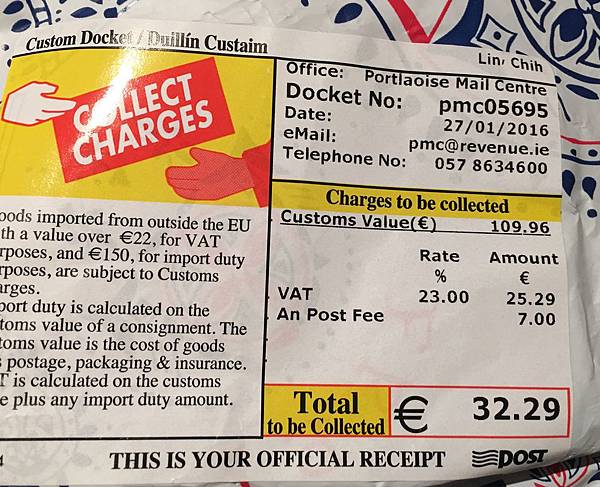 Custom Docket / Duillín Custaim
COLLECT
CHARGES
oods imported from outside the EU
th a value over €22, for VAT
rposes, and €150, for import duty
rposes, are subject to Customs
arges.
port duty is calculated on the
toms value of a consignment. The
toms value is the cost of goods
postage, packaging & insurance.
T is calculated on the customs
e plus any import duty amount.
Lin Chih
Office: Portlaoise Mail Centre
Docket No: pmc05695
Date: 27/01/2016
eMail: pmc@revenue.ie
Telephone No: 057 8634600
Charges to be collected
Customs Value(€) 109.96
Rate Amount
% €
VAT 23.00 25.29
An Post Fee 7.00
Total
to be Collected € 32.29
THIS IS YOUR OFFICIAL RECEIPT post